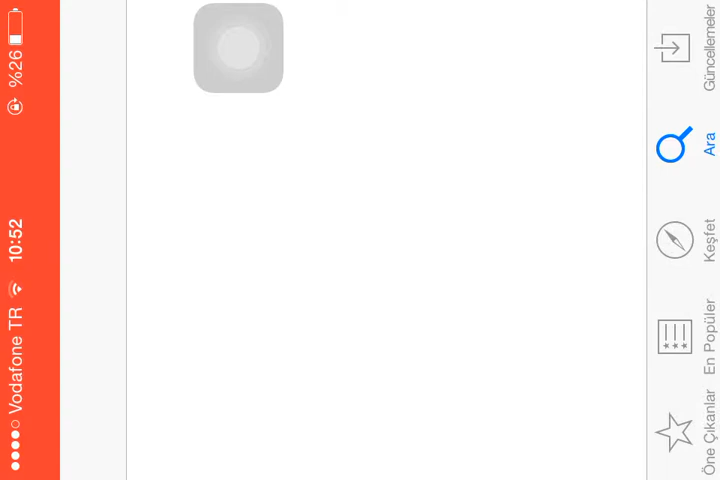 Vodafone TR 10:52 %26
Öne Çıkanlar
En Popüler
Keşfet
Ara
Güncellemeler